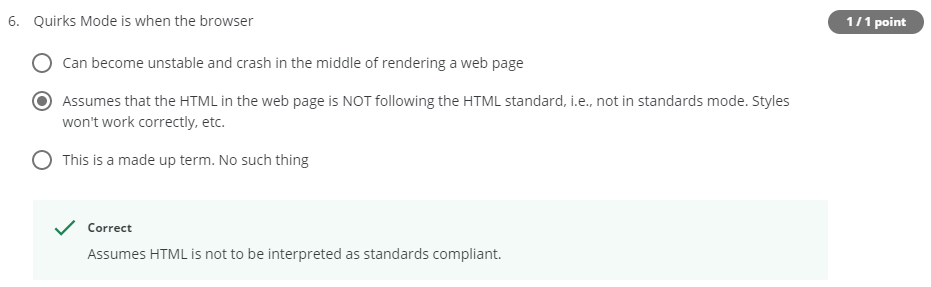 6. Quirks Mode is when the browser
1 / 1 point
Can become unstable and crash in the middle of rendering a web page
Assumes that the HTML in the web page is NOT following the HTML standard, i.e., not in standards mode. Styles
won't work correctly, etc.
This is a made up term. No such thing
Correct
Assumes HTML is not to be interpreted as standards compliant.